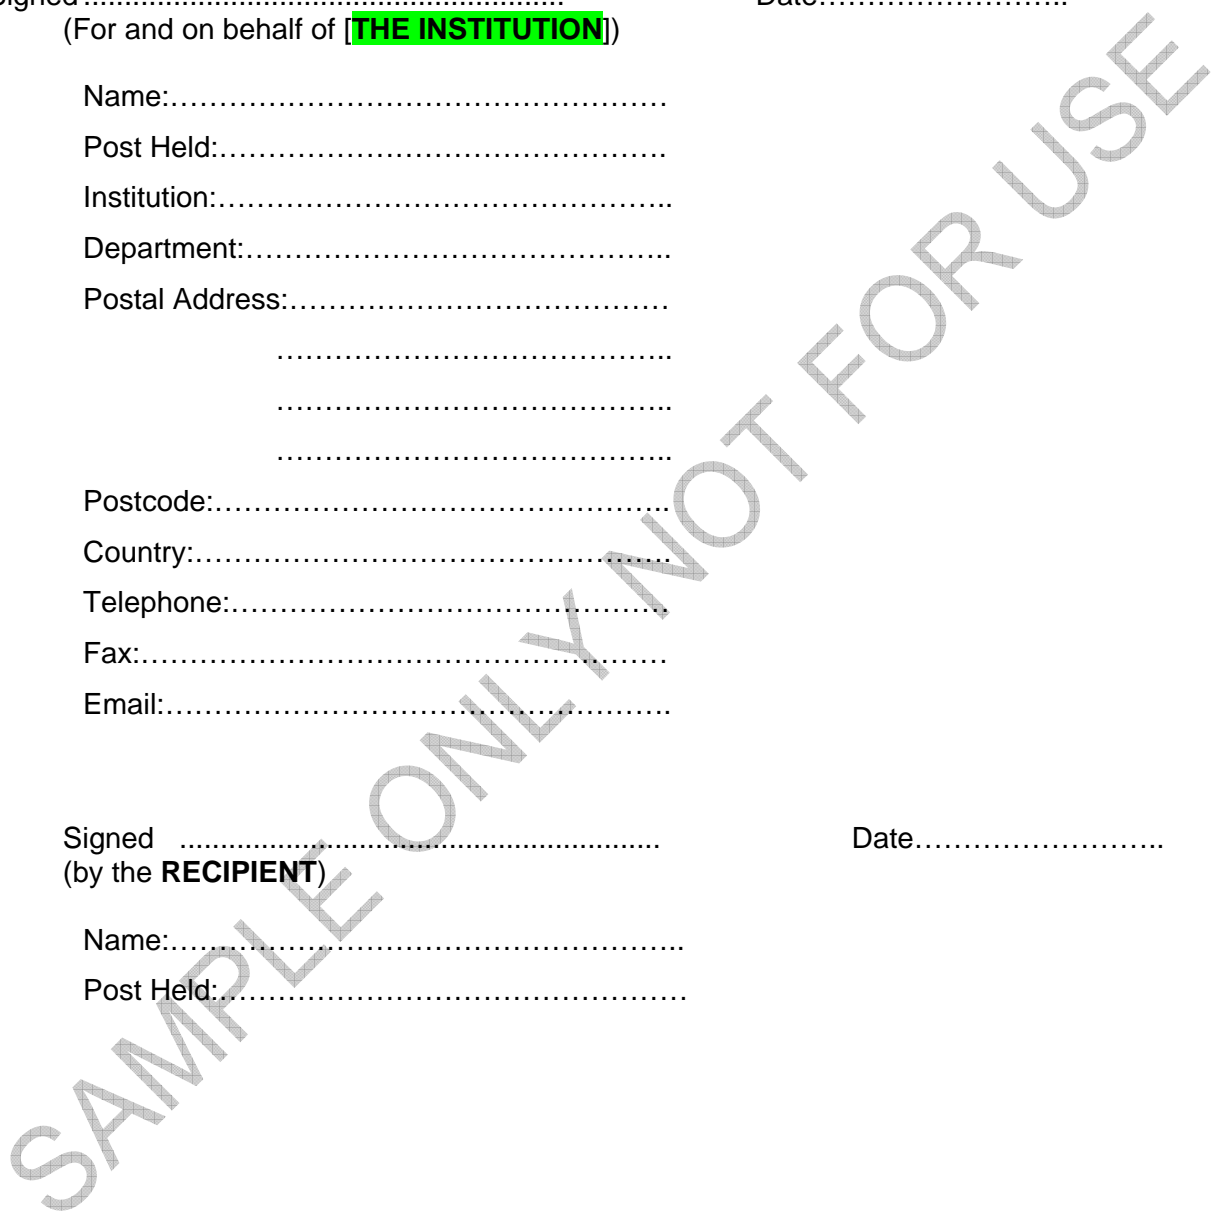 Signed............................................................ Date……………………..
(For and on behalf of [THE INSTITUTION])
Name:……………………………………………
Post Held:……………………………………….
Institution:………………………………………..
Department:……………………………………..
Postal Address:…………………………………
…………………………………..
…………………………………..
…………………………………..
Postcode:………………………………………..
Country:………………………………………….
Telephone:………………………………………
Fax:………………………………………………
Email:…………………………………………….
Signed ............................................................ Date……………………..
(by the RECIPIENT)
Name:……………………………………………..
Post Held:…………………………………………
SAMPLE ONLY NOT FOR USE